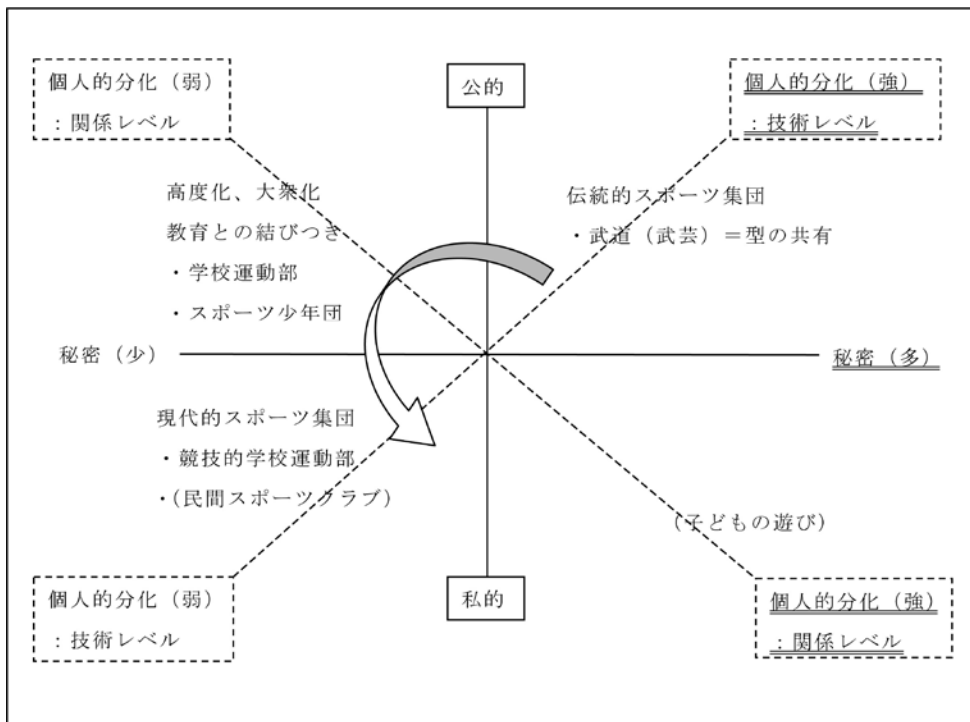 個人的分化（弱）
：関係レベル
公的
個人的分化（強）
：技術レベル
高度化、大衆化
教育との結びつき
・学校運動部
・スポーツ少年団
伝統的スポーツ集団
・武道（武芸）＝型の共有
秘密（少）
秘密（多）
現代的スポーツ集団
・競技的学校運動部
・（民間スポーツクラブ）
（子どもの遊び）
個人的分化（弱）
：技術レベル
私的
個人的分化（強）
：関係レベル